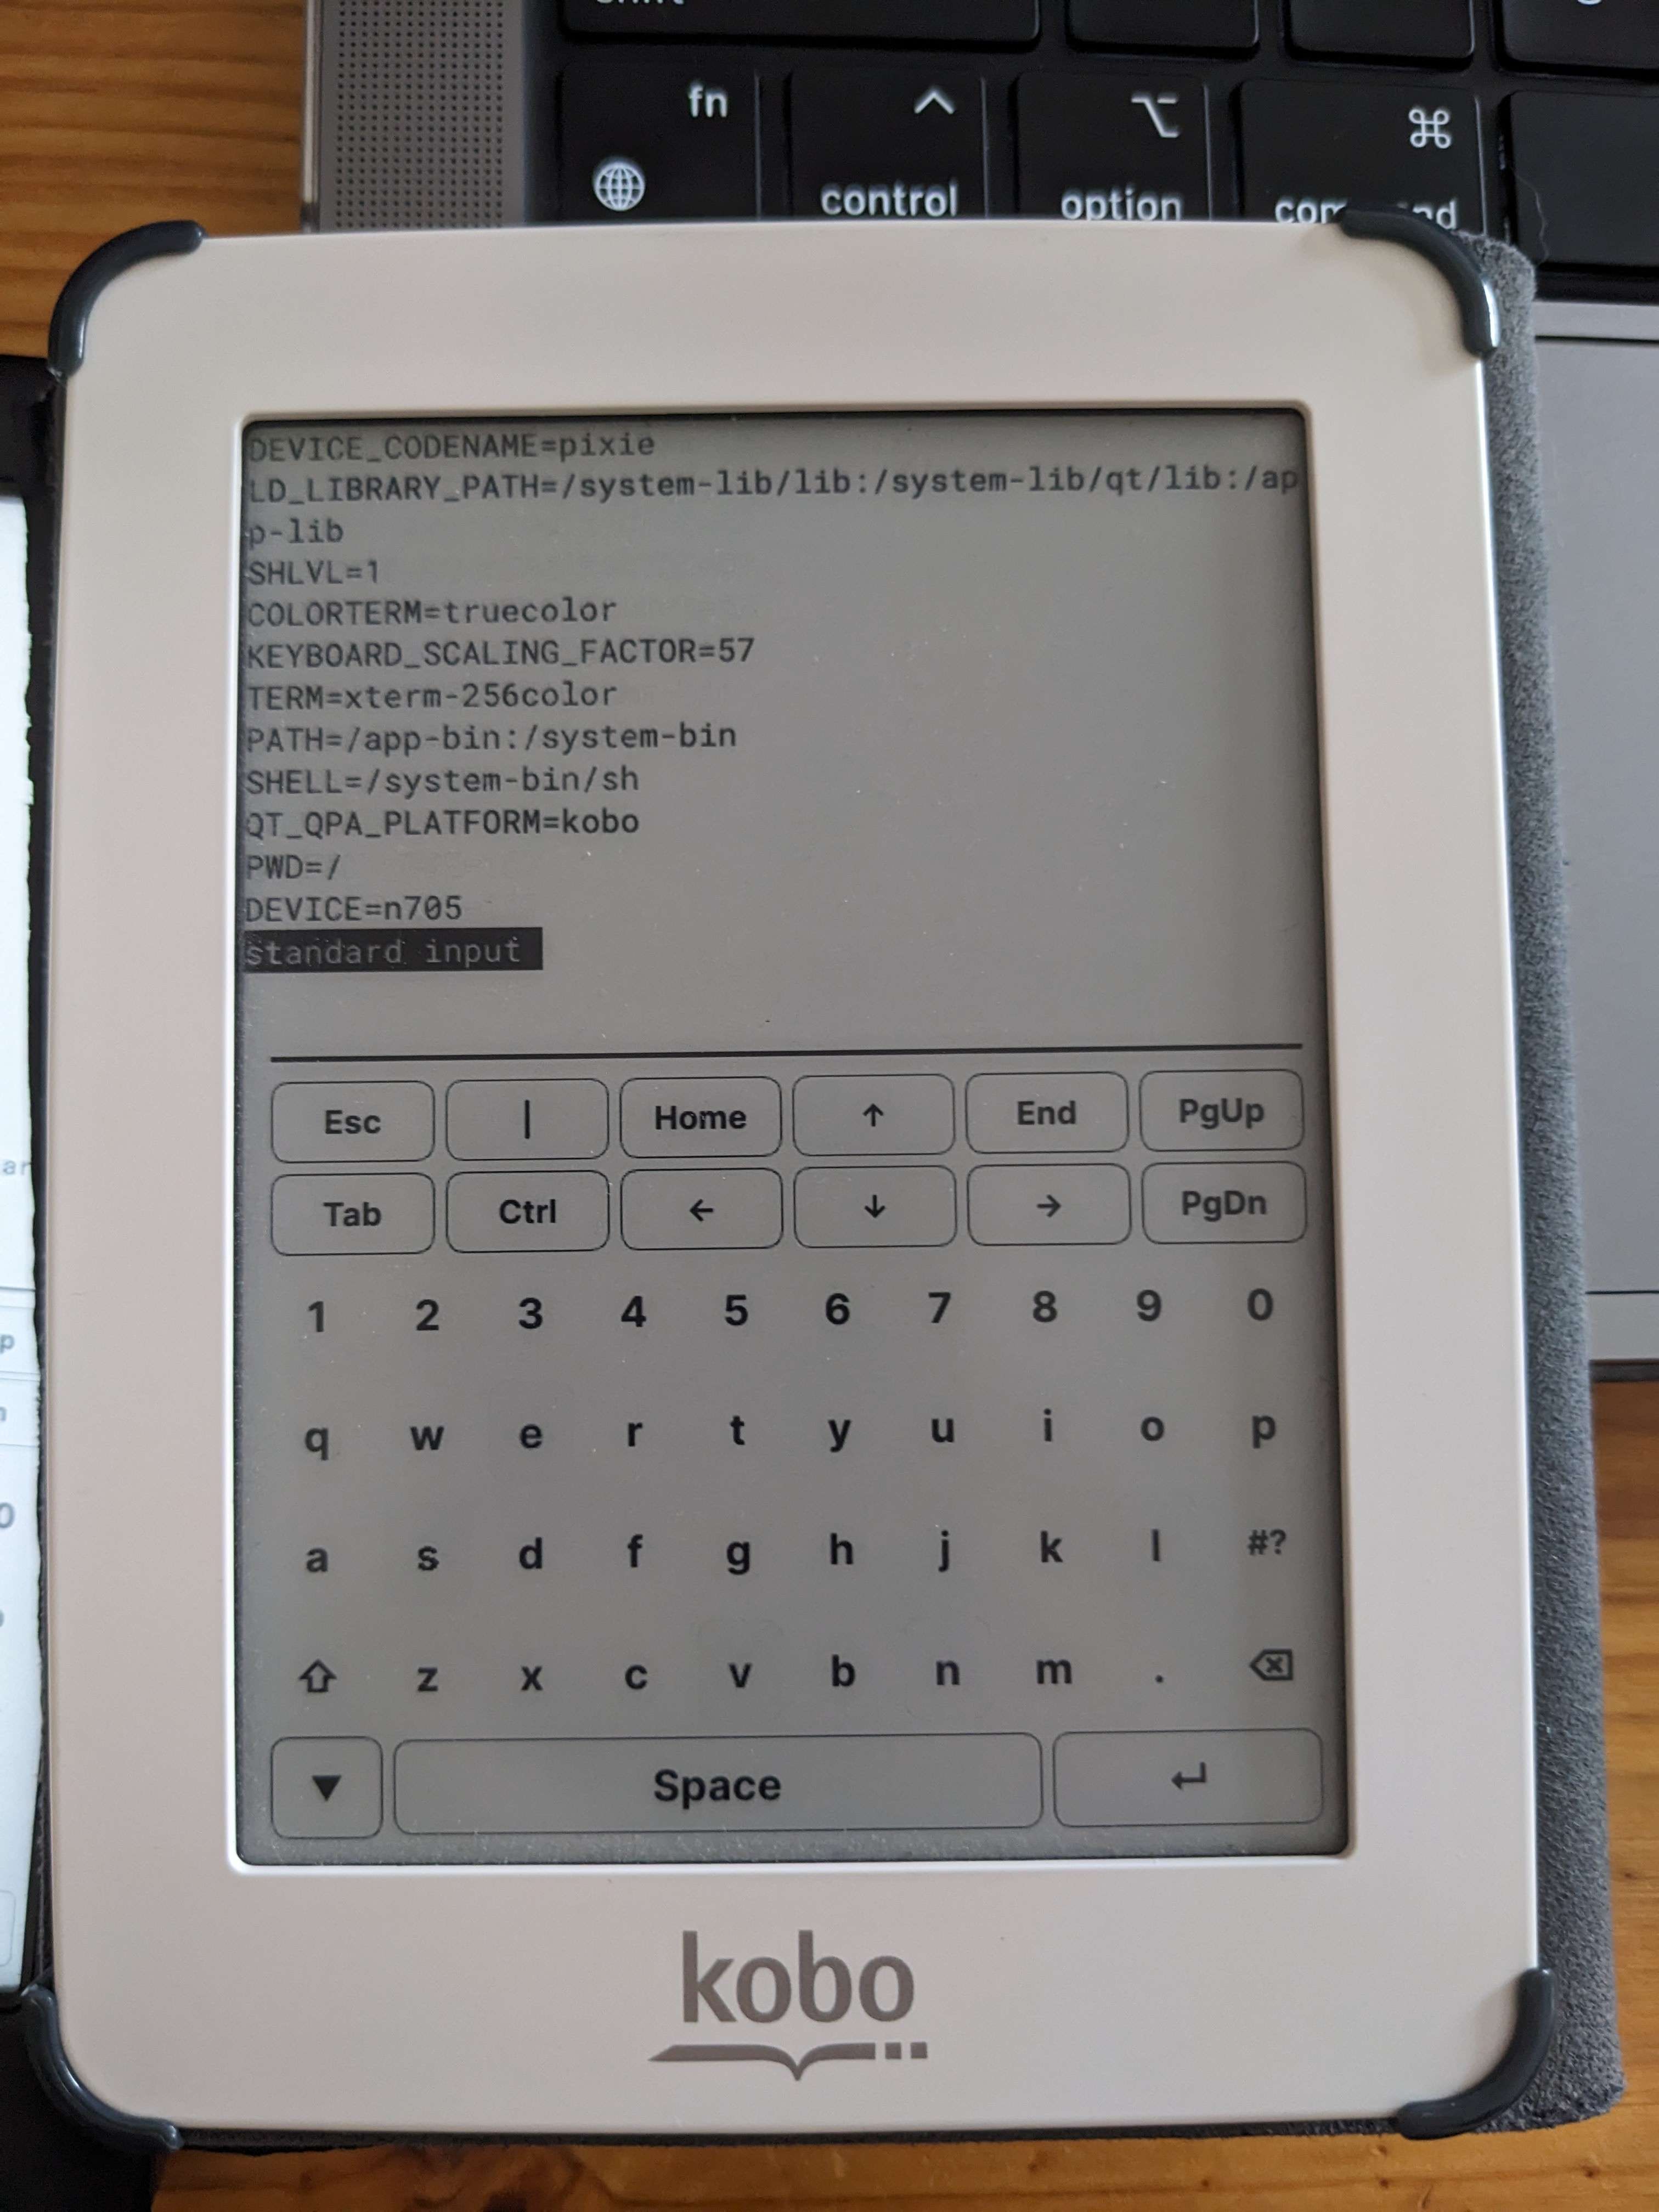 shift
fn
control
option
command
DEVICE_CODENAME=pixie
LD_LIBRARY_PATH=/system-lib/lib:/system-lib/qt/lib:/ap
p-lib
SHLVL=1
COLORTERM=truecolor
KEYBOARD_SCALING_FACTOR=57
TERM=xterm-256color
PATH=/app-bin:/system-bin
SHELL=/system-bin/sh
QT_QPA_PLATFORM=kobo
PWD=/
DEVICE=n705
standard input
Esc | Home ↑ End PgUp
Tab Ctrl ← ↓ → PgDn
1 2 3 4 5 6 7 8 9 0
q w e r t y u i o p
a s d f g h j k l #?
z x c v b n m .
Space
kobo